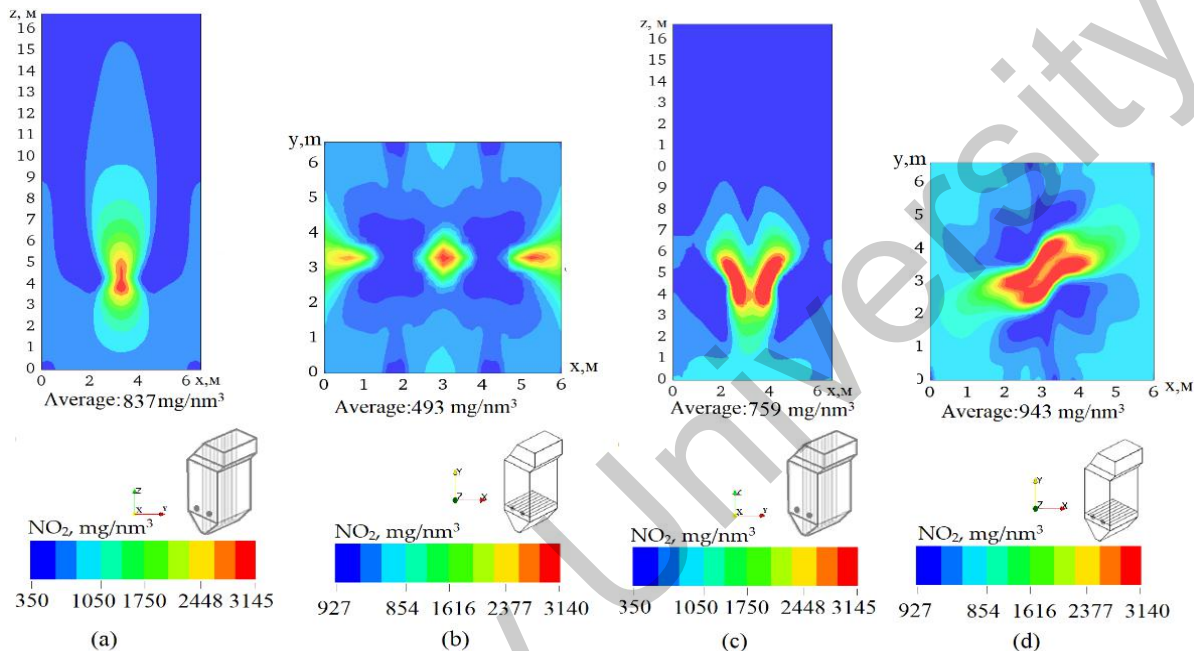 z, м
16
15
14
13
12
11
10
9
8
7
6
5
4
3
2
1
0
0 2 4 6 х,м
Average:837mg/nm³
y,m
6
5
4
3
2
1
0
0 1 2 3 4 5 6
х,м
Average:493 mg/nm³
z, м
16
15
14
13
2
0
9
8
7
6
5
4
3
2
1
0
0 2 4 6 х,м
Average:759 mg/nm³
y,m
6
5
4
3
2
1
0
0 1 2 3 4 5 6
х,м
Average:943 mg/nm³
Z
X Y
NO₂, mg/nm³
350 1050 1750 2448 3145
(a)
Y
Z X
NO₂, mg/nm³
927 854 1616 2377 3140
(b)
Z
X Y
NO₂, mg/nm³
350 1050 1750 2448 3145
(c)
Y
Z X
NO₂, mg/nm³
927 854 1616 2377 3140
(d)
University